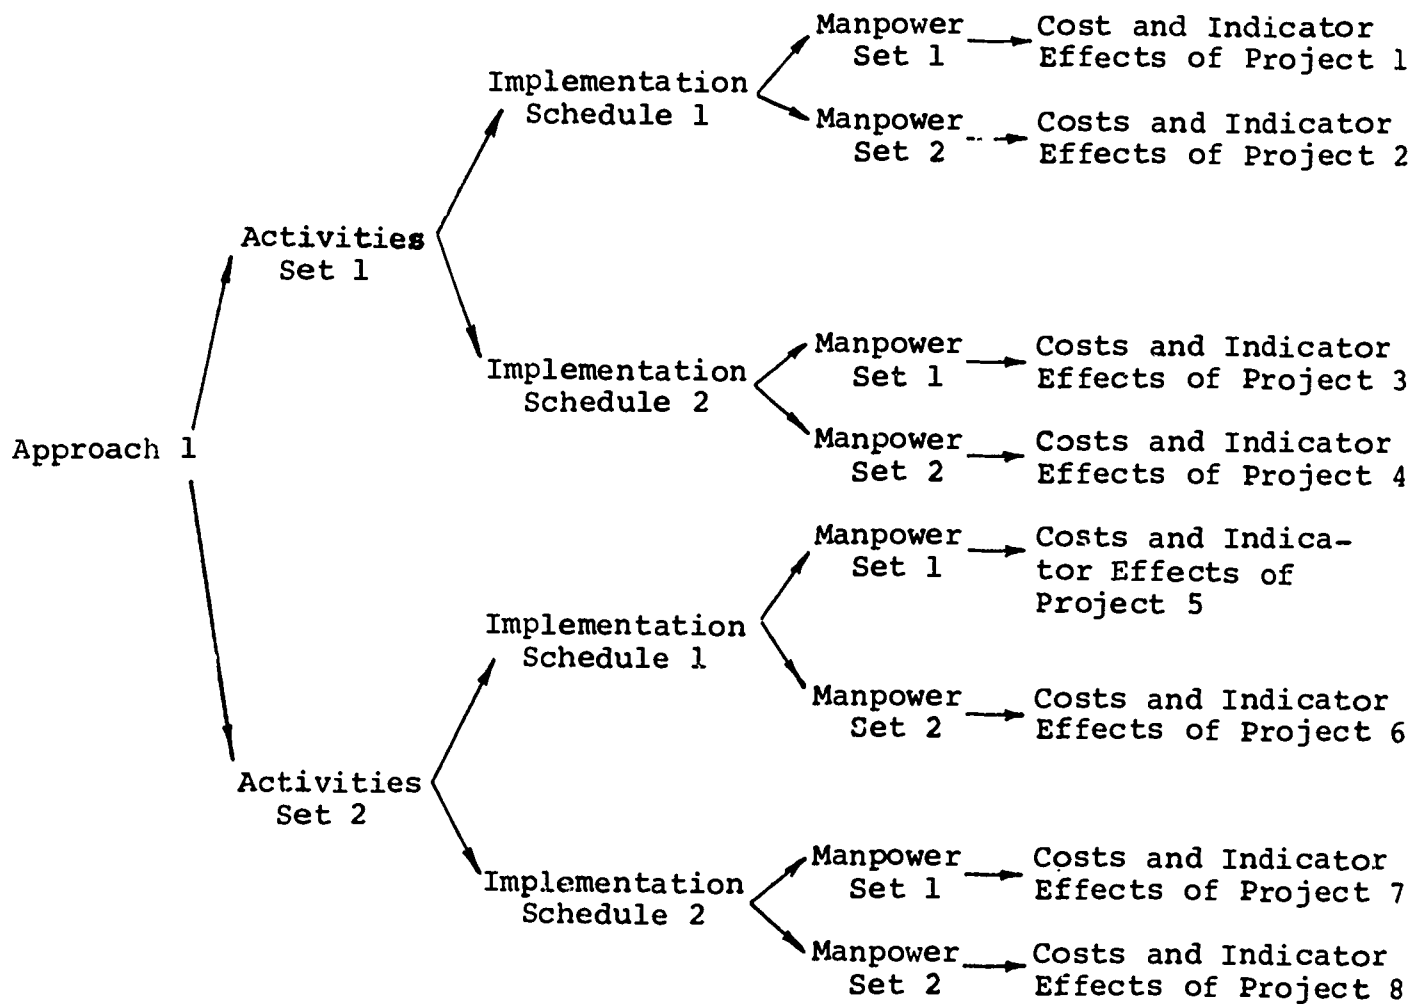 Manpower
Set 1
Cost and Indicator
Effects of Project 1
Implementation
Schedule 1
Manpower
Set 2
Costs and Indicator
Effects of Project 2
Activities
Set 1
Manpower
Set 1
Costs and Indicator
Effects of Project 3
Implementation
Schedule 2
Manpower
Set 2
Costs and Indicator
Effects of Project 4
Approach 1
Manpower
Set 1
Costs and Indica-
tor Effects of
Project 5
Implementation
Schedule 1
Manpower
Set 2
Costs and Indicator
Effects of Project 6
Activities
Set 2
Manpower
Set 1
Costs and Indicator
Effects of Project 7
Implementation
Schedule 2
Manpower
Set 2
Costs and Indicator
Effects of Project 8